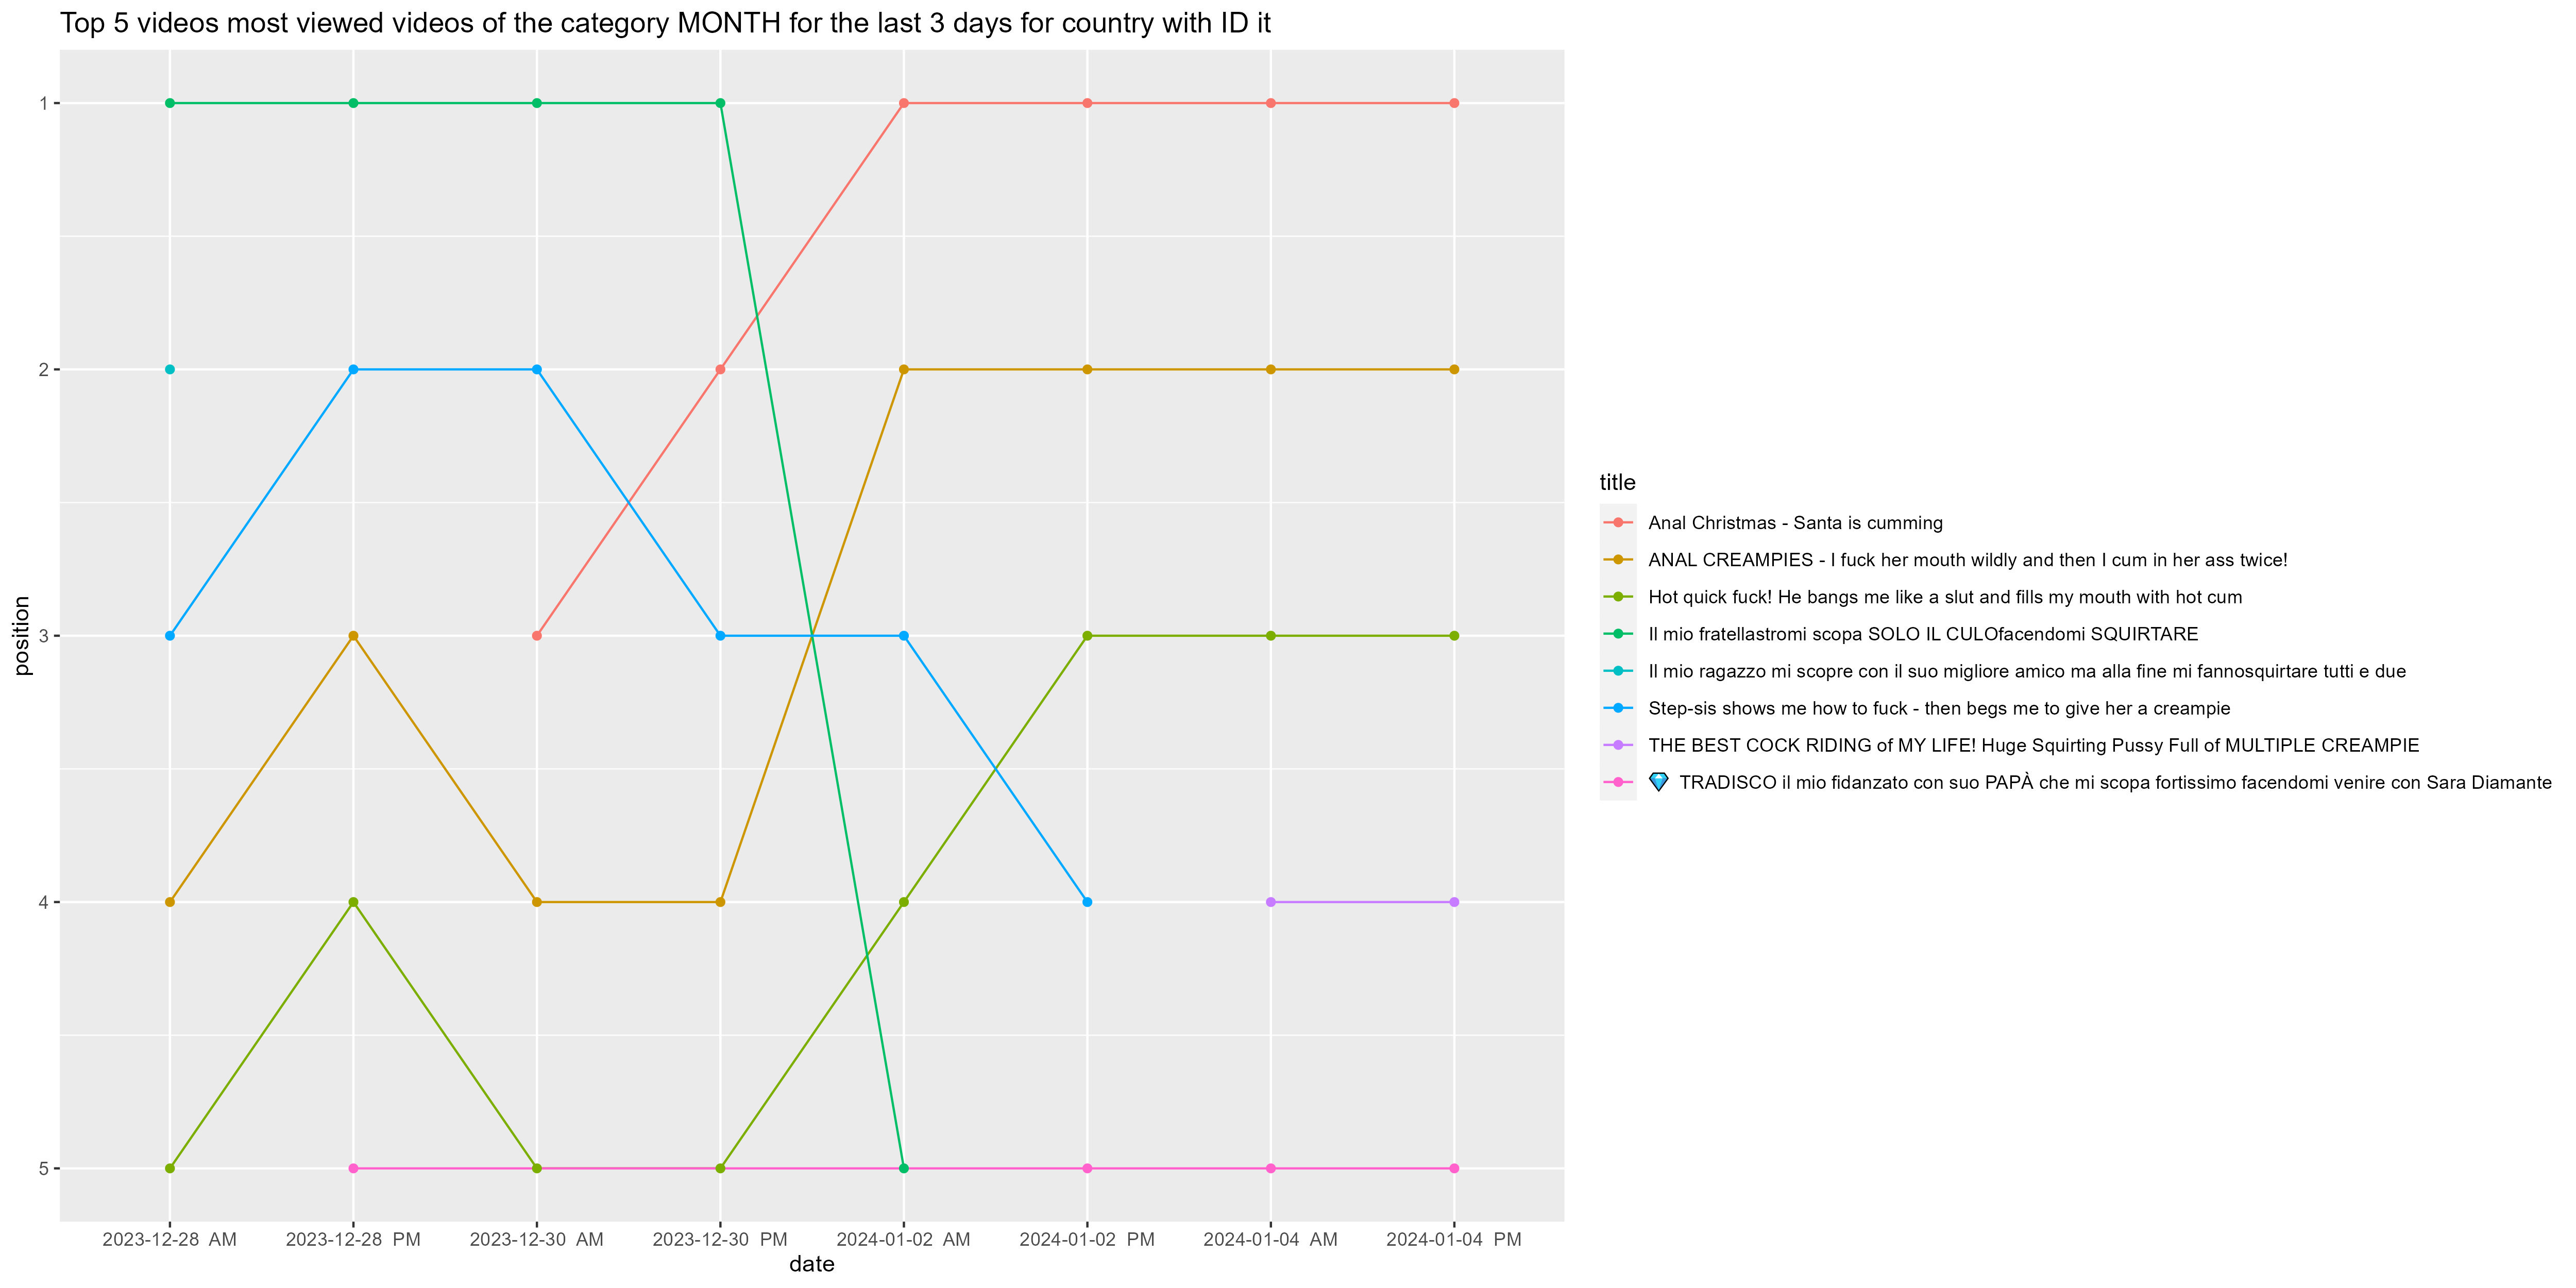 Top 5 videos most viewed videos of the category MONTH for the last 3 days for country with ID it
position
1
2
3
4
5
2023-12-28 AM
2023-12-28 PM
2023-12-30 AM
2023-12-30 PM
2024-01-02 AM
2024-01-02 PM
2024-01-04 AM
2024-01-04 PM
date
title
Anal Christmas - Santa is cumming
ANAL CREAMPIES - I fuck her mouth wildly and then I cum in her ass twice!
Hot quick fuck! He bangs me like a slut and fills my mouth with hot cum
Il mio fratellastromi scopa SOLO IL CULOfacendomi SQUIRTARE
Il mio ragazzo mi scopre con il suo migliore amico ma alla fine mi fannosquirtare tutti e due
Step-sis shows me how to fuck - then begs me to give her a creampie
THE BEST COCK RIDING of MY LIFE! Huge Squirting Pussy Full of MULTIPLE CREAMPIE
💎 TRADISCO il mio fidanzato con suo PAPÀ che mi scopa fortissimo facendomi venire con Sara Diamante